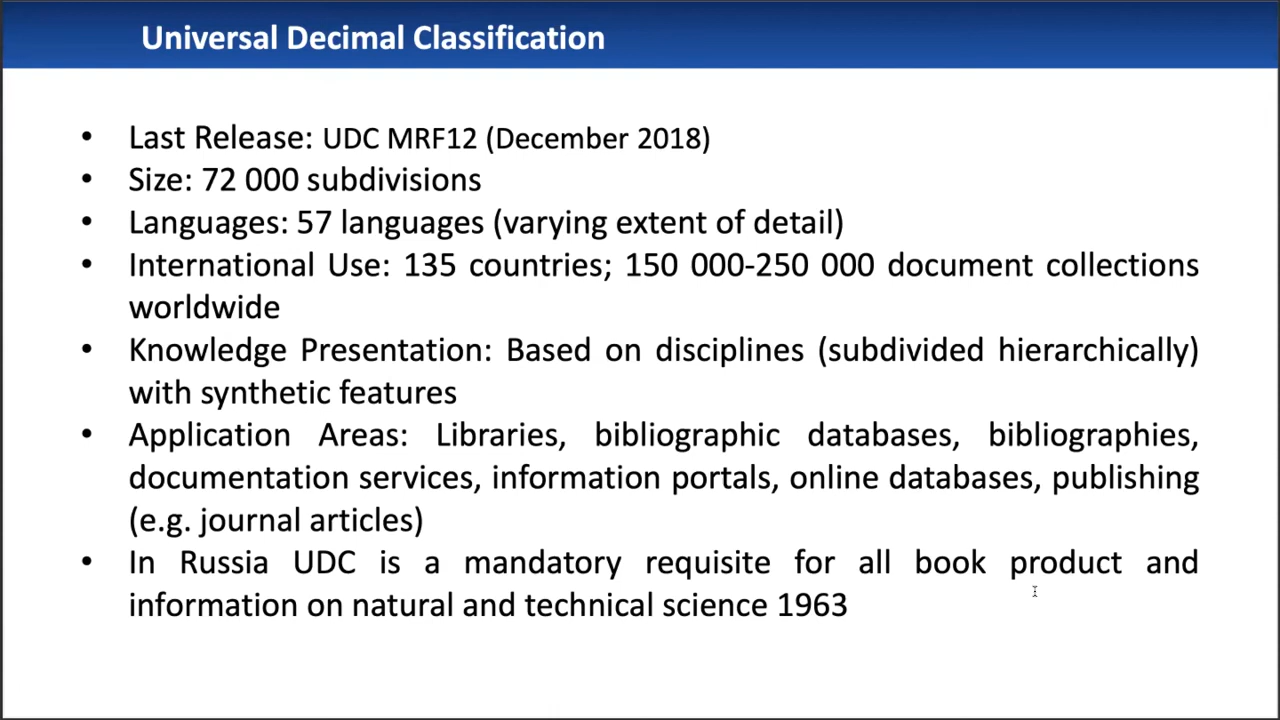 Universal Decimal Classification
• Last Release: UDC MRF12 (December 2018)
• Size: 72 000 subdivisions
• Languages: 57 languages (varying extent of detail)
• International Use: 135 countries; 150 000-250 000 document collections
worldwide
• Knowledge Presentation: Based on disciplines (subdivided hierarchically)
with synthetic features
• Application Areas: Libraries, bibliographic databases, bibliographies,
documentation services, information portals, online databases, publishing
(e.g. journal articles)
• In Russia UDC is a mandatory requisite for all book product and
information on natural and technical science 1963